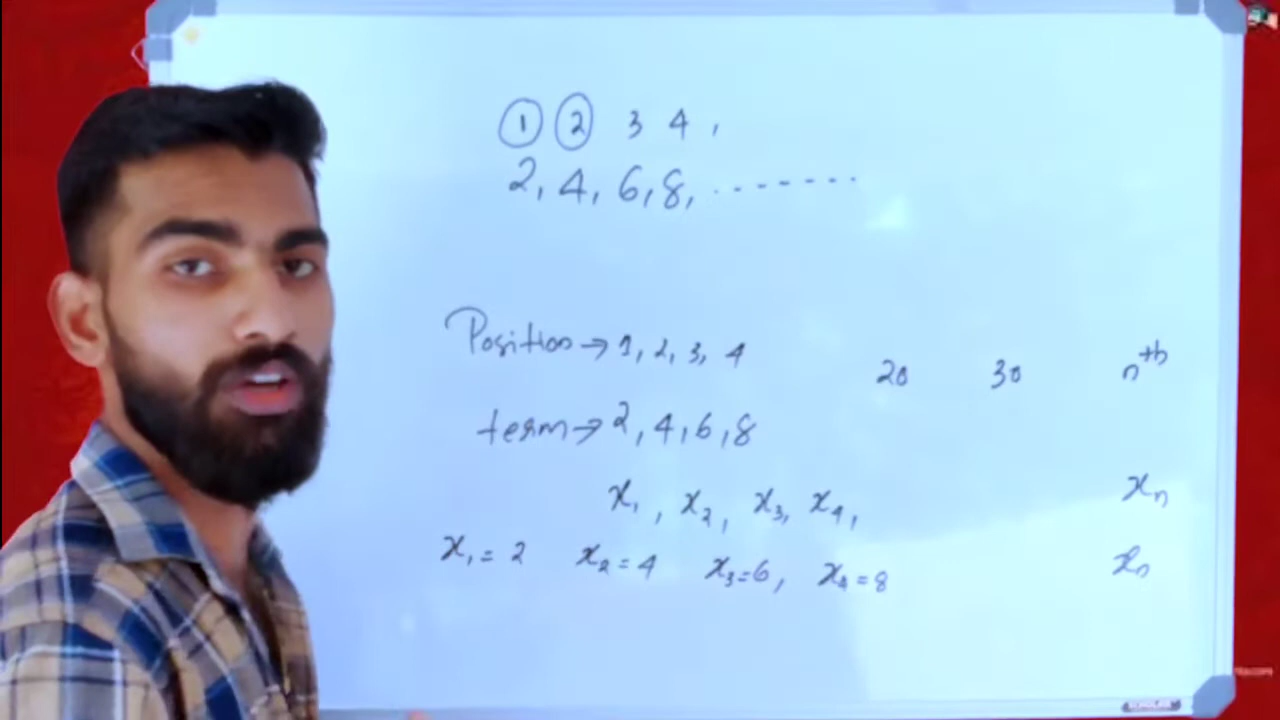 1 2 3 4 ,
2, 4, 6, 8, .......
Position → 1, 2, 3, 4 20 30 nth
term → 2, 4, 6, 8
x₁, x₂, x₃, x₄, xₙ
x₁ = 2 x₂ = 4 x₃ = 6, x₄ = 8 xₙ